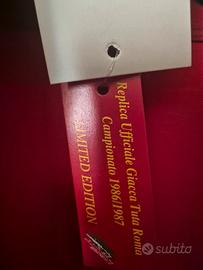 Replica Ufficiale Giacca Tuta Roma
Campionato 1986/1987
LIMITED EDITION
subito